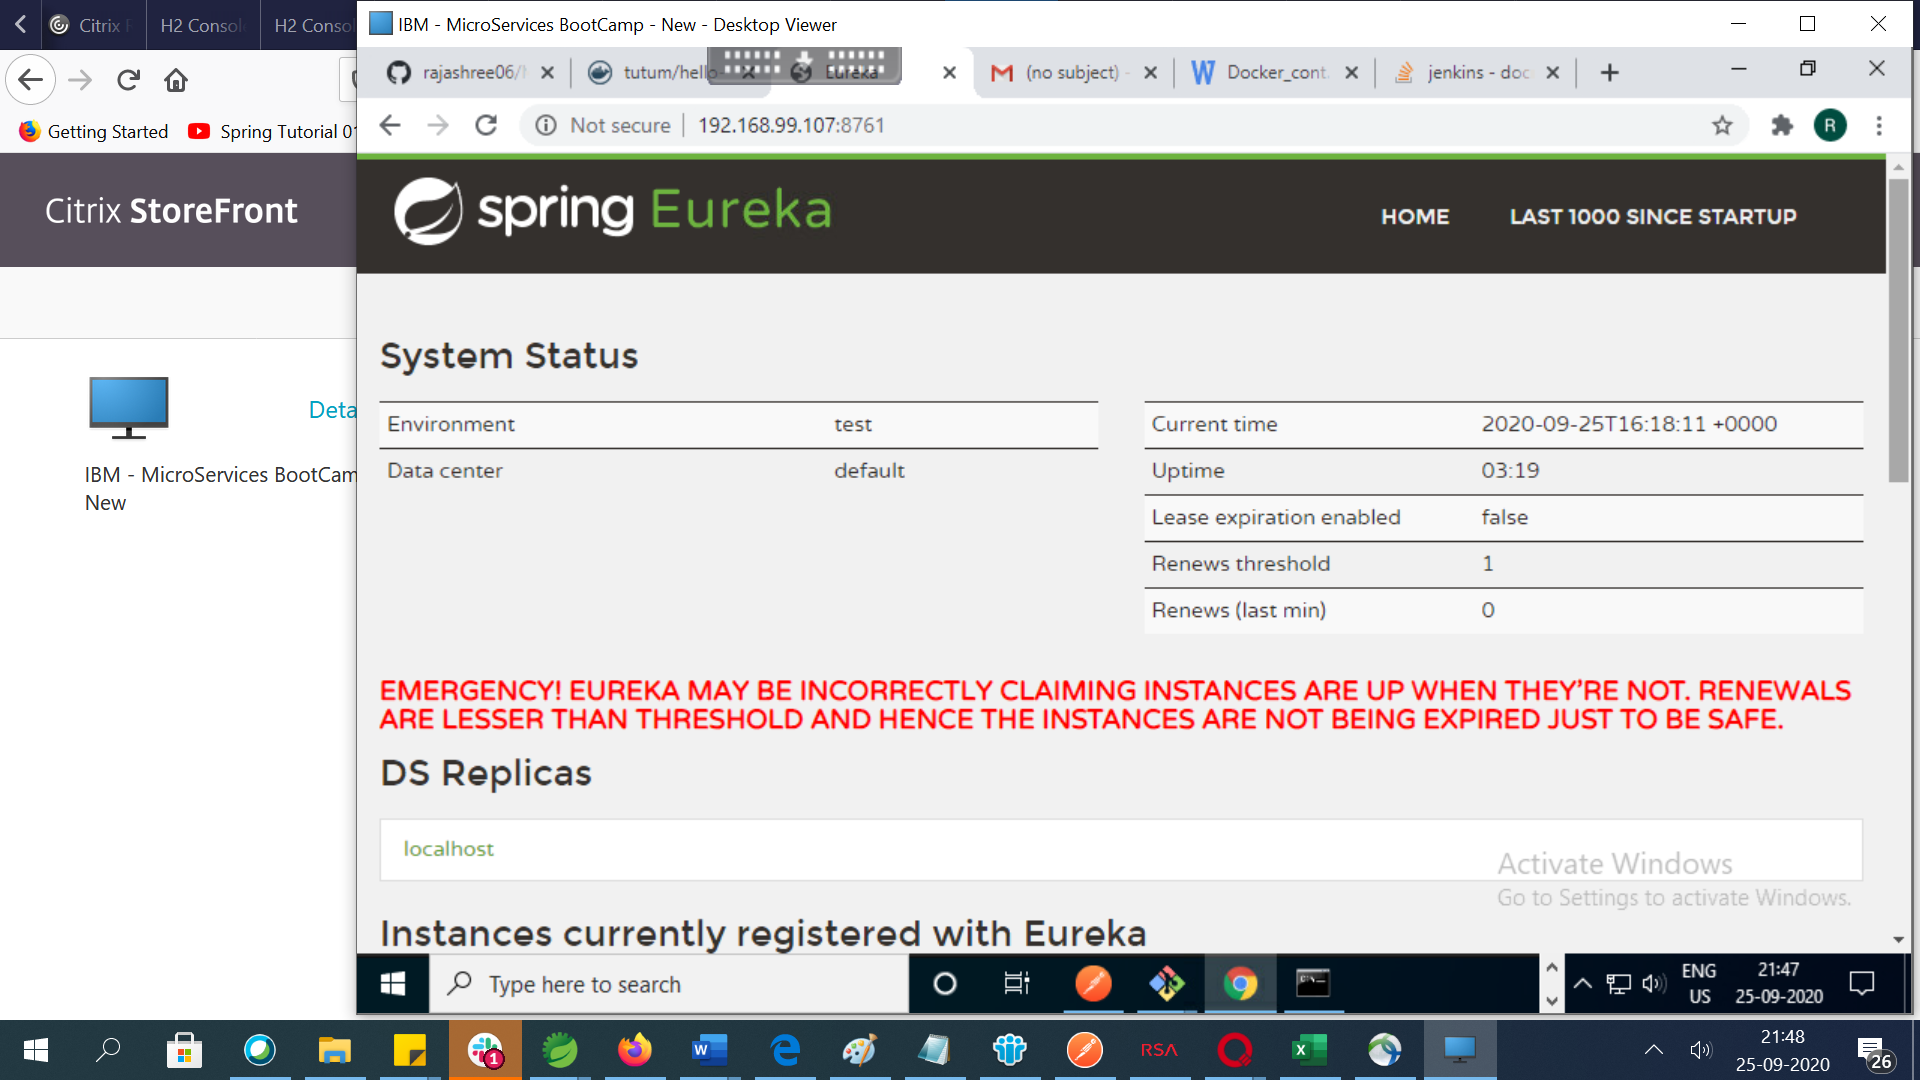 IBM - MicroServices BootCamp - New - Desktop Viewer
Citrix
H2 Consol
H2 Conso
rajashree06/
tutum/hello-
Eureka
(no subject) -
Docker_cont
jenkins - doc
Not secure
192.168.99.107:8761
R
Getting Started
Spring Tutorial 01
Citrix StoreFront
Deta
IBM - MicroServices BootCam
New
spring Eureka
HOME
LAST 1000 SINCE STARTUP
System Status
Environment test
Data center default
Current time 2020-09-25T16:18:11 +0000
Uptime 03:19
Lease expiration enabled false
Renews threshold 1
Renews (last min) 0
EMERGENCY! EUREKA MAY BE INCORRECTLY CLAIMING INSTANCES ARE UP WHEN THEY'RE NOT. RENEWALS
ARE LESSER THAN THRESHOLD AND HENCE THE INSTANCES ARE NOT BEING EXPIRED JUST TO BE SAFE.
DS Replicas
localhost
Activate Windows
Go to Settings to activate Windows.
Instances currently registered with Eureka
Type here to search
ENG
US
21:47
25-09-2020
1
RSA
21:48
25-09-2020
26